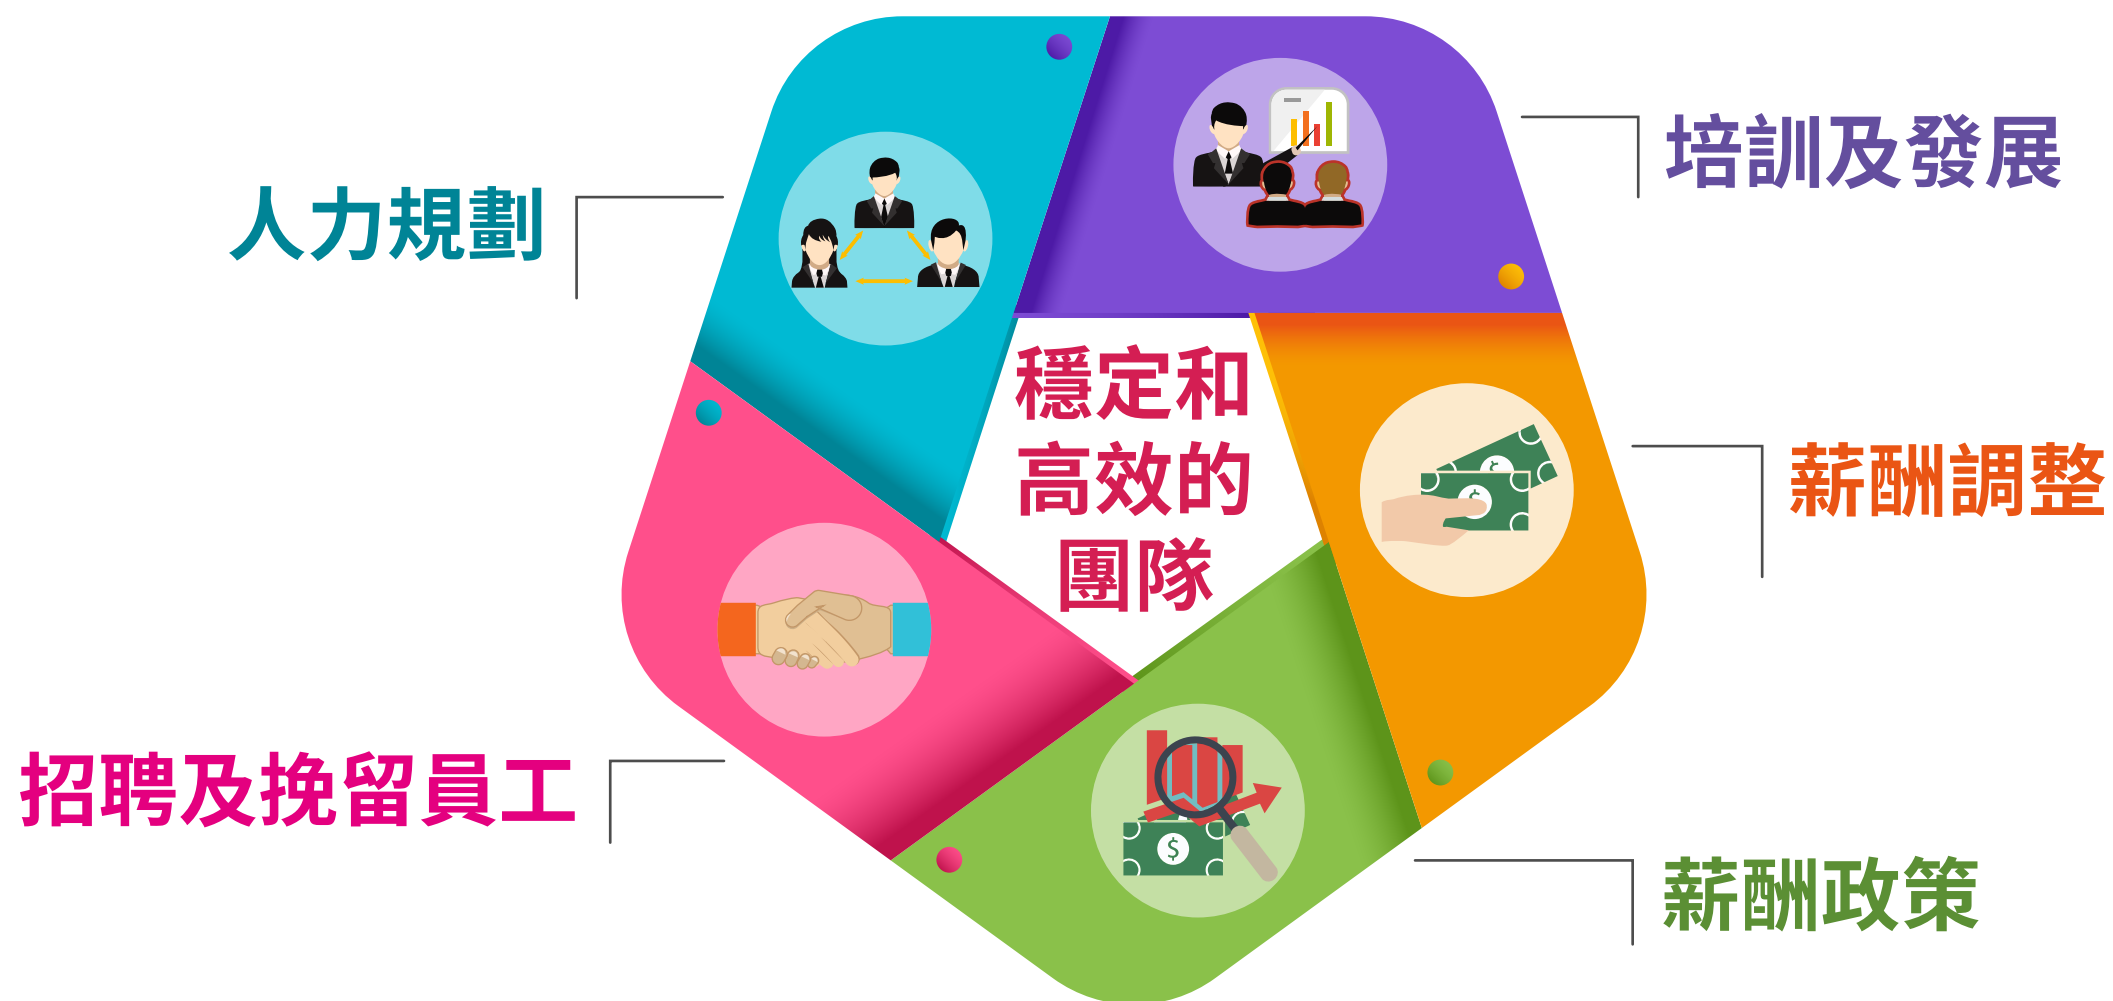 培訓及發展
人力規劃
穩定和
高效的
團隊
薪酬調整
招聘及挽留員工
薪酬政策